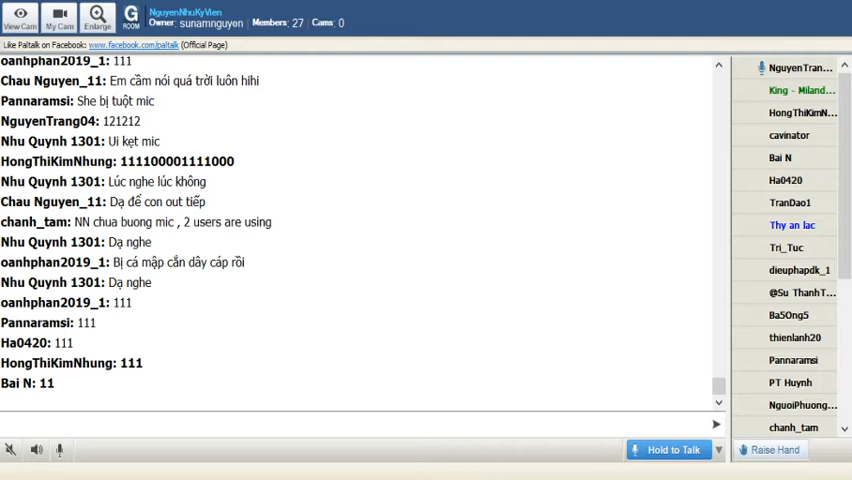 View Cam
My Cam
Enlarge
G
ROOM
NguyenNhuKyVien
Owner: sunamnguyen Members: 27 Cams: 0
Like Paltalk on Facebook: www.facebook.com/paltalk (Official Page)
oanhphan2019_1: 111
Chau Nguyen_11: Em cầm nói quá trời luôn hihi
Pannaramsi: She bị tuột mic
NguyenTrang04: 121212
Nhu Quynh 1301: Ui kẹt mic
HongThiKimNhung: 111100001111000
Nhu Quynh 1301: Lúc nghe lúc không
Chau Nguyen_11: Dạ để con out tiếp
chanh_tam: NN chua buong mic , 2 users are using
Nhu Quynh 1301: Dạ nghe
oanhphan2019_1: Bị cá mập cắn dây cáp rồi
Nhu Quynh 1301: Dạ nghe
oanhphan2019_1: 111
Pannaramsi: 111
Ha0420: 111
HongThiKimNhung: 111
Bai N: 11
Hold to Talk
NguyenTran...
King - Miland...
HongThiKimN...
cavinator
Bai N
Ha0420
TranDao1
Thy an lac
Tri_Tuc
dieuphapdk_1
@Su ThanhT...
Ba5Ong5
thienlanh20
Pannaramsi
PT Huynh
NguoiPhuong...
chanh_tam
Raise Hand